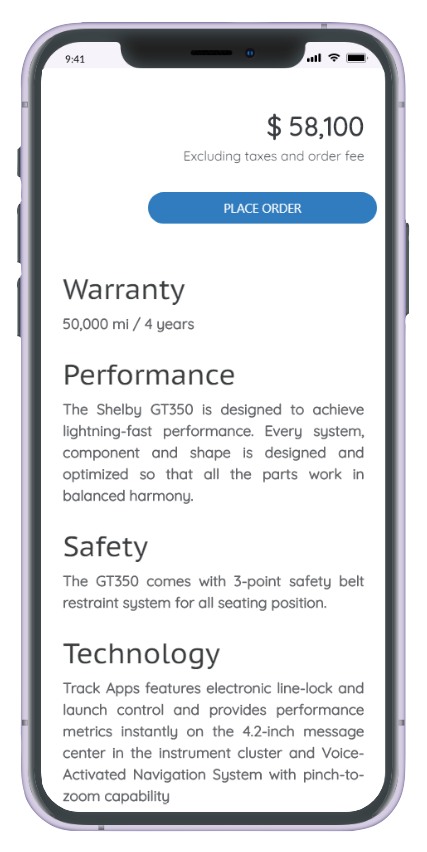 9:41
$ 58,100
Excluding taxes and order fee
PLACE ORDER
Warranty
50,000 mi / 4 years
Performance
The Shelby GT350 is designed to achieve
lightning-fast performance. Every system,
component and shape is designed and
optimized so that all the parts work in
balanced harmony.
Safety
The GT350 comes with 3-point safety belt
restraint system for all seating position.
Technology
Track Apps features electronic line-lock and
launch control and provides performance
metrics instantly on the 4.2-inch message
center in the instrument cluster and Voice-
Activated Navigation System with pinch-to-
zoom capability